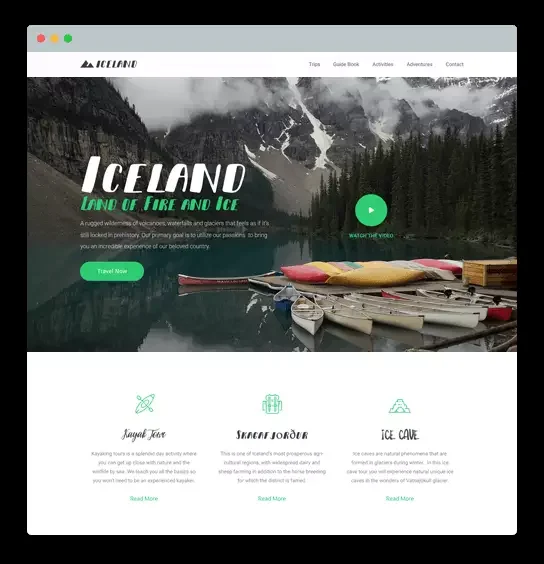 ICELAND
Trips Guide Book Activities Adventures Contact
ICELAND
LAND OF FIRE AND ICE
A rugged wilderness of volcanoes, waterfalls and glaciers that feels as if it's
still locked in prehistory. Our primary goal is to utilize our passions to bring
you an incredible experience of our beloved country.
WATCH THE VIDEO
Travel Now
Kayak Tows
SKAGAFJORÐUR
ICE CAVE
Kayaking tours is a splendid day activity where
you can get up close with nature and the
wildlife by saw. We teach you all the basics so
you won't need to be an experienced kayaker.
This is one of Iceland's most prosperous agri-
cultural regions, with widespread dairy and
sheep farming in addition to the horse breeding
for which the district is famed.
Ice caves are natural phenomena that are
formed in glaciers during winter. In this ice
cave tour you will experience natural unique ice
caves in the wonders of Vatnajökull glacier.
Read More
Read More
Read More